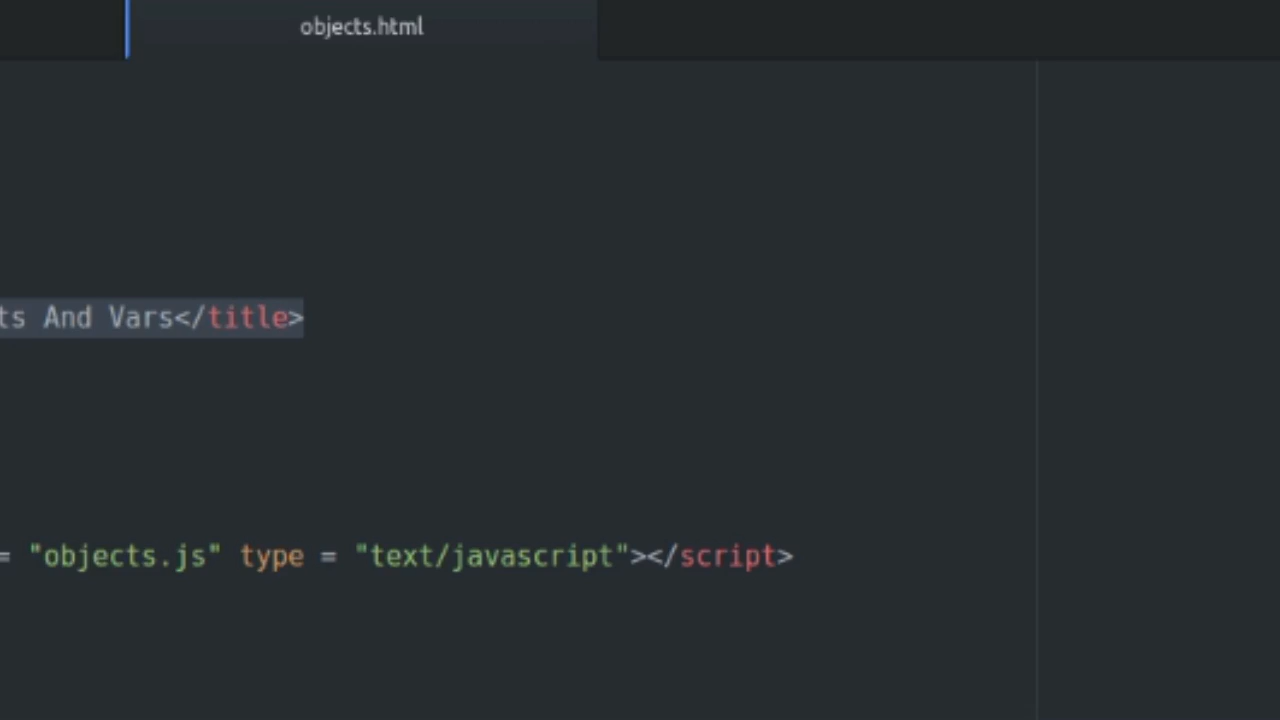 objects.html
ts And Vars</title>
= "objects.js" type = "text/javascript"></script>